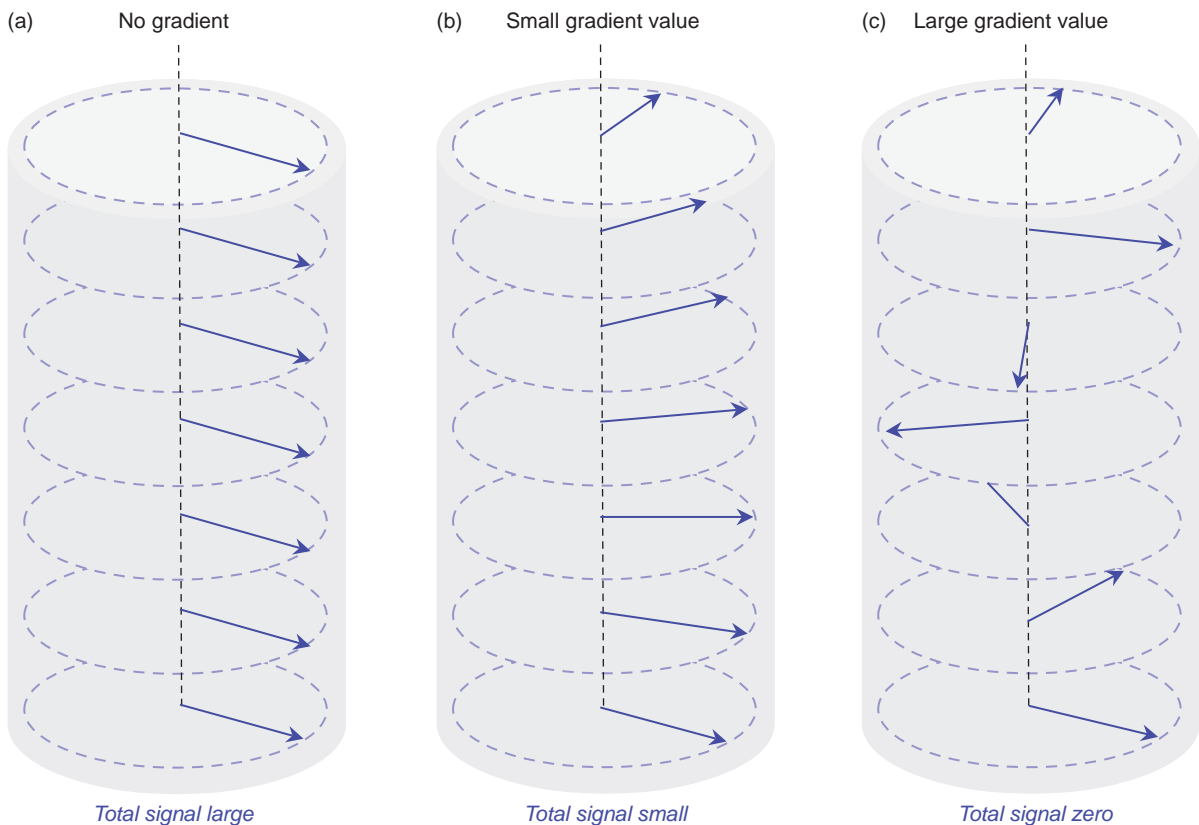 (a) No gradient
(b) Small gradient value
(c) Large gradient value
Total signal large
Total signal small
Total signal zero